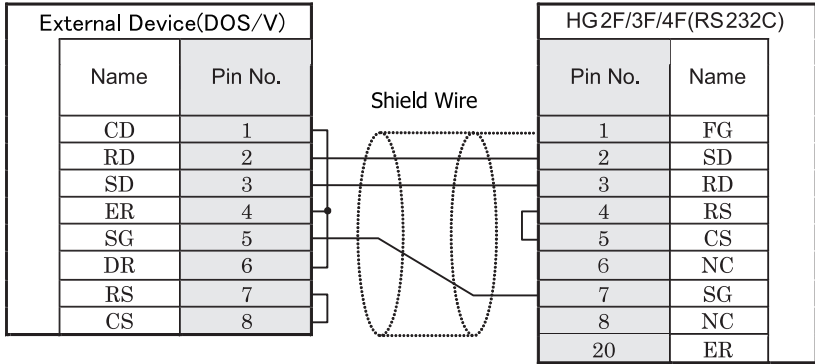 External Device(DOS/V)
Name Pin No.
CD 1
RD 2
SD 3
ER 4
SG 5
DR 6
RS 7
CS 8
Shield Wire
HG2F/3F/4F(RS232C)
Pin No. Name
1 FG
2 SD
3 RD
4 RS
5 CS
6 NC
7 SG
8 NC
20 ER